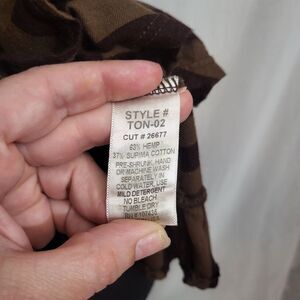 STYLE #
TON-02
CUT # 26677
63% HEMP
37% SUPIMA COTTON
PRE-SHRUNK, HAND
OR MACHINE WASH
SEPARATELY IN
COLD WATER, USE
MILD DETERGENT
NO BLEACH
TUMBLE DRY